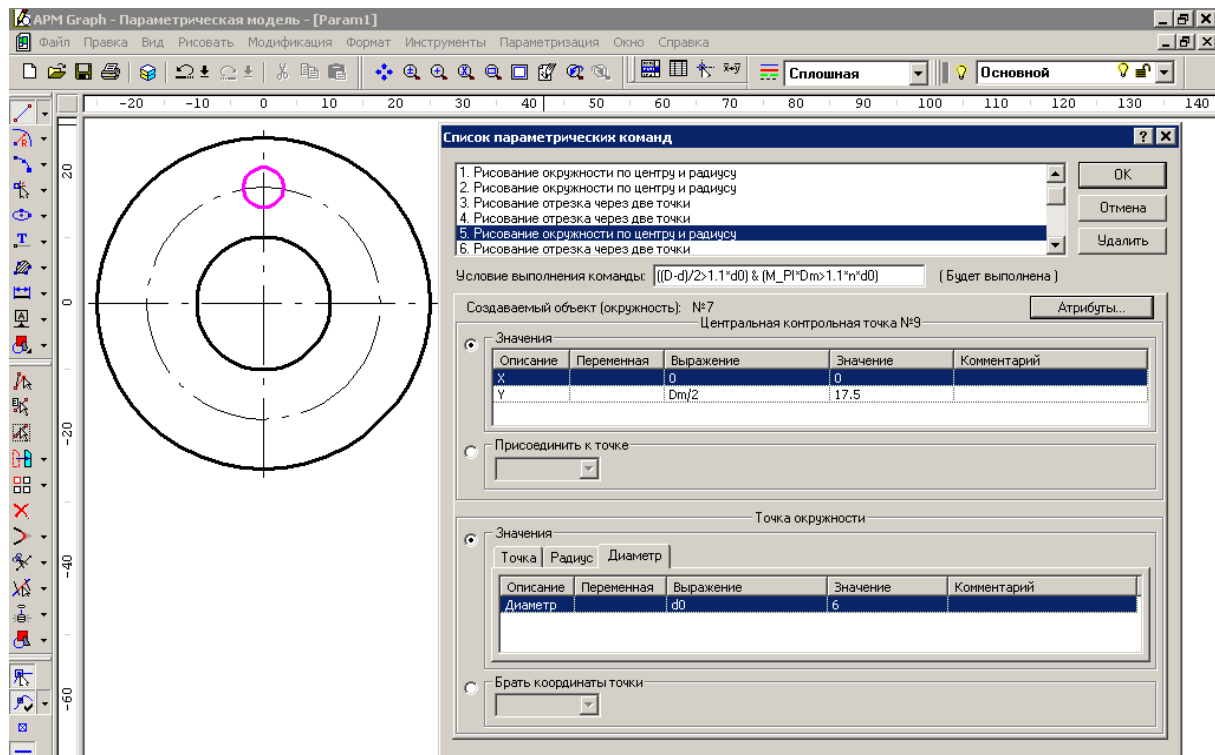 APM Graph - Параметрическая модель - [Param1]
Файл Правка Вид Рисовать Модификация Формат Инструменты Параметризация Окно Справка
Сплошная Основной
-20 -10 0 10 20 30 40 50 60 70 80 90 100 110 120 130 140
20
0
-20
-40
-60
Список параметрических команд
1. Рисование окружности по центру и радиусу
2. Рисование окружности по центру и радиусу
3. Рисование отрезка через две точки
4. Рисование отрезка через две точки
5. Рисование окружности по центру и радиусу
6. Рисование отрезка через две точки
OK
Отмена
Удалить
Условие выполнения команды: ((D-d)/2>1.1*d0) & (M_PI*Dm>1.1*n*d0) ( Будет выполнена )
Создаваемый объект (окружность): №7 Атрибуты...
Центральная контрольная точка №9
Значения
Описание Переменная Выражение Значение Комментарий
X 0 0
Y Dm/2 17.5
Присоединить к точке
Точка окружности
Значения
Точка Радиус Диаметр
Описание Переменная Выражение Значение Комментарий
Диаметр d0 6
Брать координаты точки